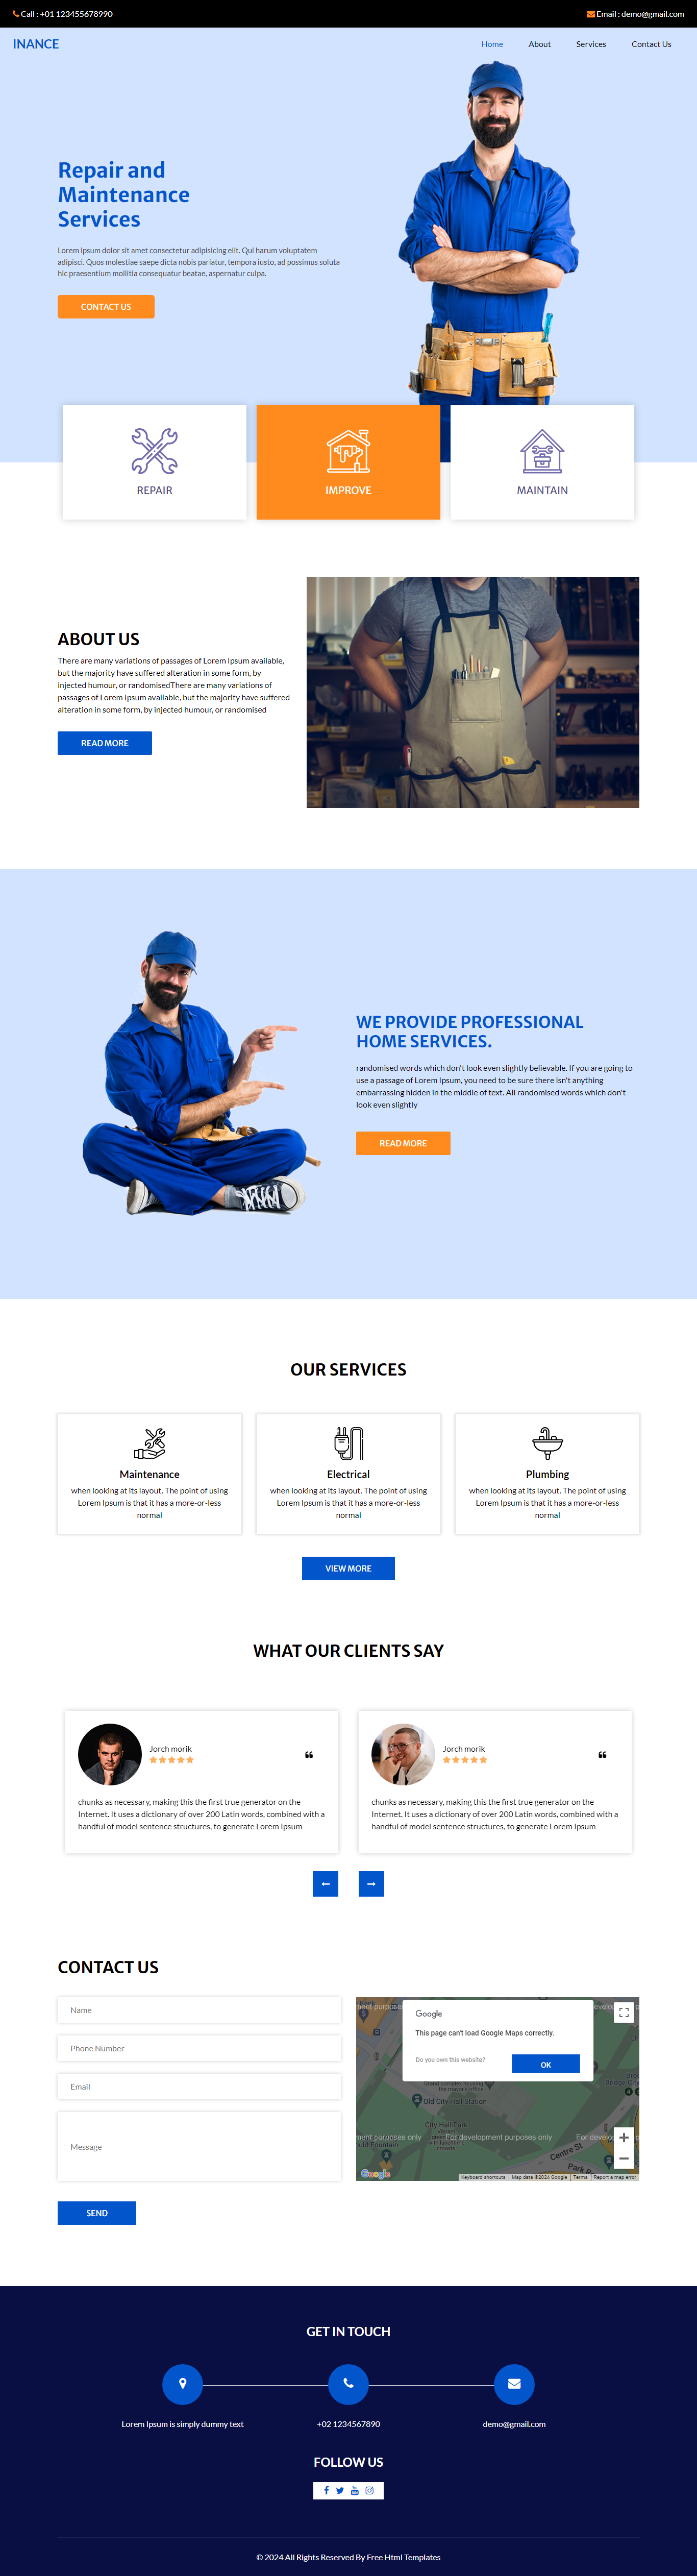 Call : +01 123455678990
Email : demo@gmail.com
INANCE
Home
About
Services
Contact Us
Repair and
Maintenance
Services
Lorem ipsum dolor sit amet consectetur adipisicing elit. Qui harum voluptatem
adipisci. Quos molestiae saepe dicta nobis pariatur, tempora iusto, ad possimus soluta
hic praesentium mollitia consequatur beatae, aspernatur culpa.
CONTACT US
REPAIR
IMPROVE
MAINTAIN
ABOUT US
There are many variations of passages of Lorem Ipsum available,
but the majority have suffered alteration in some form, by
injected humour, or randomisedThere are many variations of
passages of Lorem Ipsum available, but the majority have suffered
alteration in some form, by injected humour, or randomised
READ MORE
WE PROVIDE PROFESSIONAL
HOME SERVICES.
randomised words which don't look even slightly believable. If you are going to
use a passage of Lorem Ipsum, you need to be sure there isn't anything
embarrassing hidden in the middle of text. All randomised words which don't
look even slightly
READ MORE
OUR SERVICES
Maintenance
when looking at its layout. The point of using
Lorem Ipsum is that it has a more-or-less
normal
Electrical
when looking at its layout. The point of using
Lorem Ipsum is that it has a more-or-less
normal
Plumbing
when looking at its layout. The point of using
Lorem Ipsum is that it has a more-or-less
normal
VIEW MORE
WHAT OUR CLIENTS SAY
Jorch morik
chunks as necessary, making this the first true generator on the
Internet. It uses a dictionary of over 200 Latin words, combined with a
handful of model sentence structures, to generate Lorem Ipsum
Jorch morik
chunks as necessary, making this the first true generator on the
Internet. It uses a dictionary of over 200 Latin words, combined with a
handful of model sentence structures, to generate Lorem Ipsum
CONTACT US
Name
Phone Number
Email
Message
SEND
Google
This page can't load Google Maps correctly.
Do you own this website?
OK
Old City Hall Station
City Hall Park
For development purposes only
Centre St
Google
Keyboard shortcuts
Map data ©2024 Google
Terms
Report a map error
GET IN TOUCH
Lorem Ipsum is simply dummy text
+02 1234567890
demo@gmail.com
FOLLOW US
© 2024 All Rights Reserved By Free Html Templates